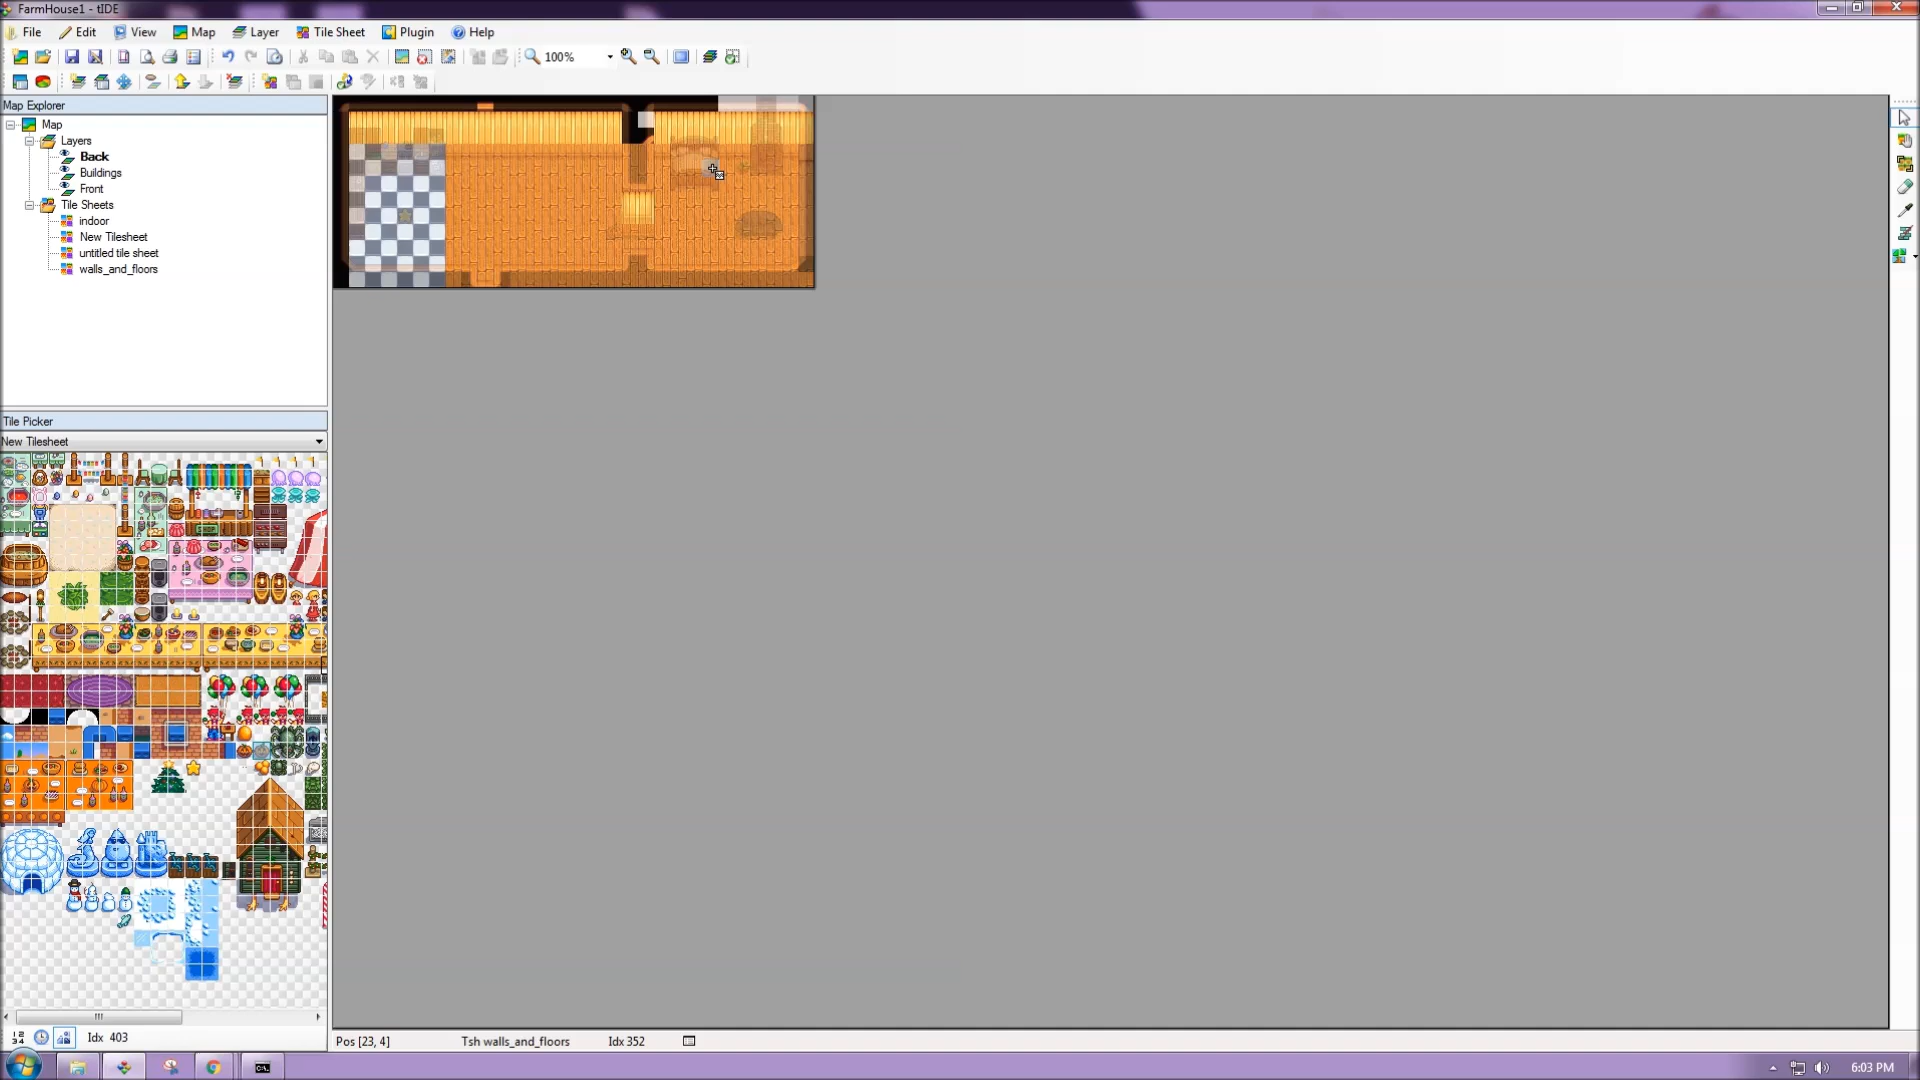 FarmHouse1 - tIDE
File Edit View Map Layer Tile Sheet Plugin Help
100%
Map Explorer
Map
Layers
Back
Buildings
Front
Tile Sheets
indoor
New Tilesheet
untitled tile sheet
walls_and_floors
Tile Picker
New Tilesheet
Idx 403
Pos [23, 4] Tsh walls_and_floors Idx 352
6:03 PM